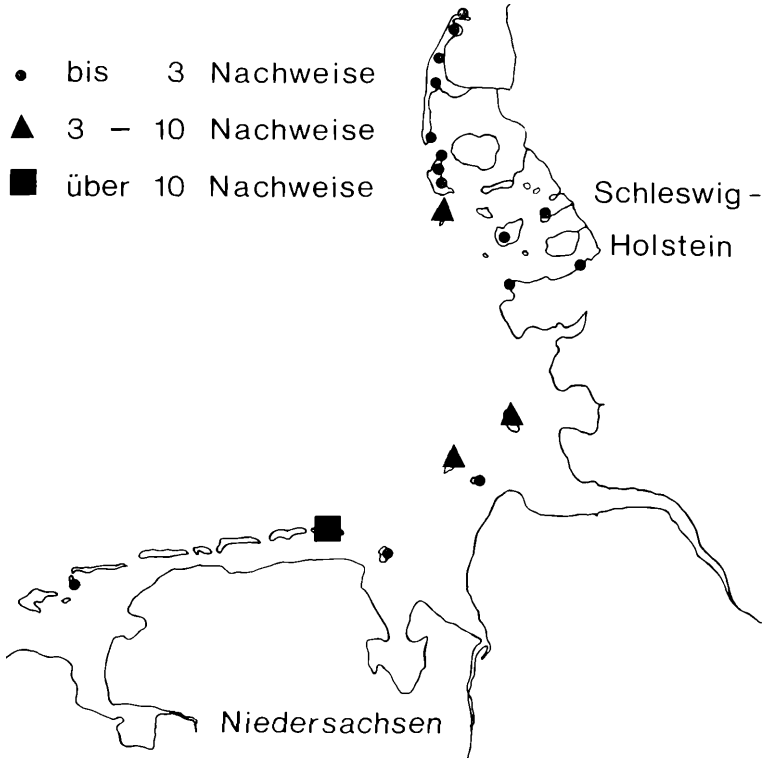 bis 3 Nachweise
3 – 10 Nachweise
über 10 Nachweise
Schleswig-
Holstein
Niedersachsen